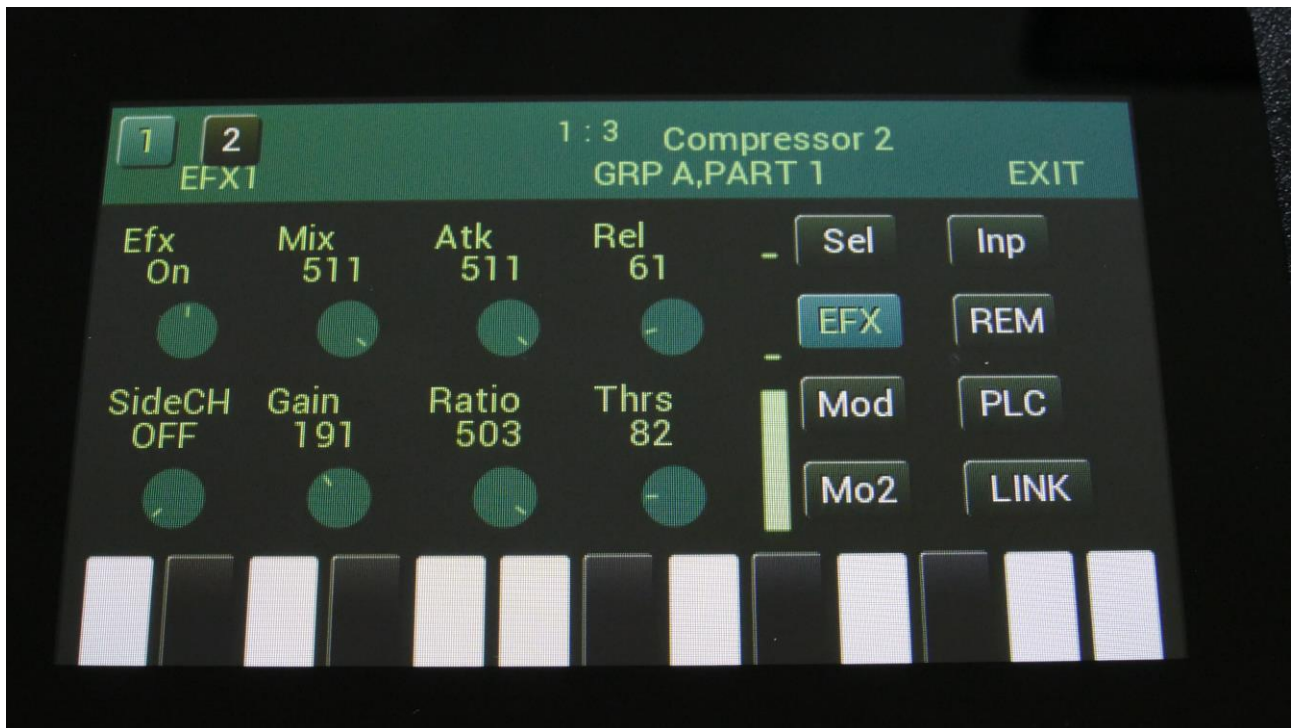 1 2 1 : 3 Compressor 2
EFX1 GRP A,PART 1 EXIT
Efx Mix Atk Rel Sel Inp
On 511 511 61
EFX REM
SideCH Gain Ratio Thrs Mod PLC
OFF 191 503 82
Mo2 LINK